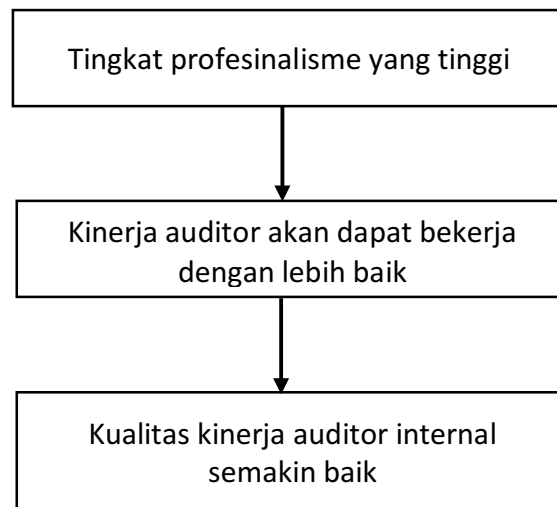 Tingkat profesinalisme yang tinggi
Kinerja auditor akan dapat bekerja
dengan lebih baik
Kualitas kinerja auditor internal
semakin baik